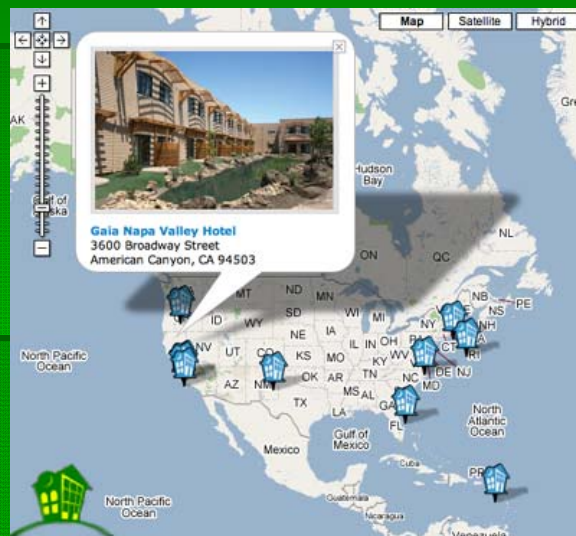 Map Satellite Hybrid
Gaia Napa Valley Hotel
3600 Broadway Street
American Canyon, CA 94503
AK
Gulf of
Hudson
Bay
ON
QC
NL
NB
PE
NS
MT
ND
MN
ID
WY
SD
WI
MI
NY
NH
NV
UT
NE
IA
IL
IN
OH
CT
RI
KS
MO
KY
WV
DE
NJ
MD
AZ
NM
OK
AR
TN
NC
MS
AL
GA
TX
LA
FL
North Pacific
Ocean
Gulf of
Mexico
North
Atlantic
Ocean
Mexico
Cuba
PR
Guatemala
Nicaragua
North Pacific
Ocean
Venezuela